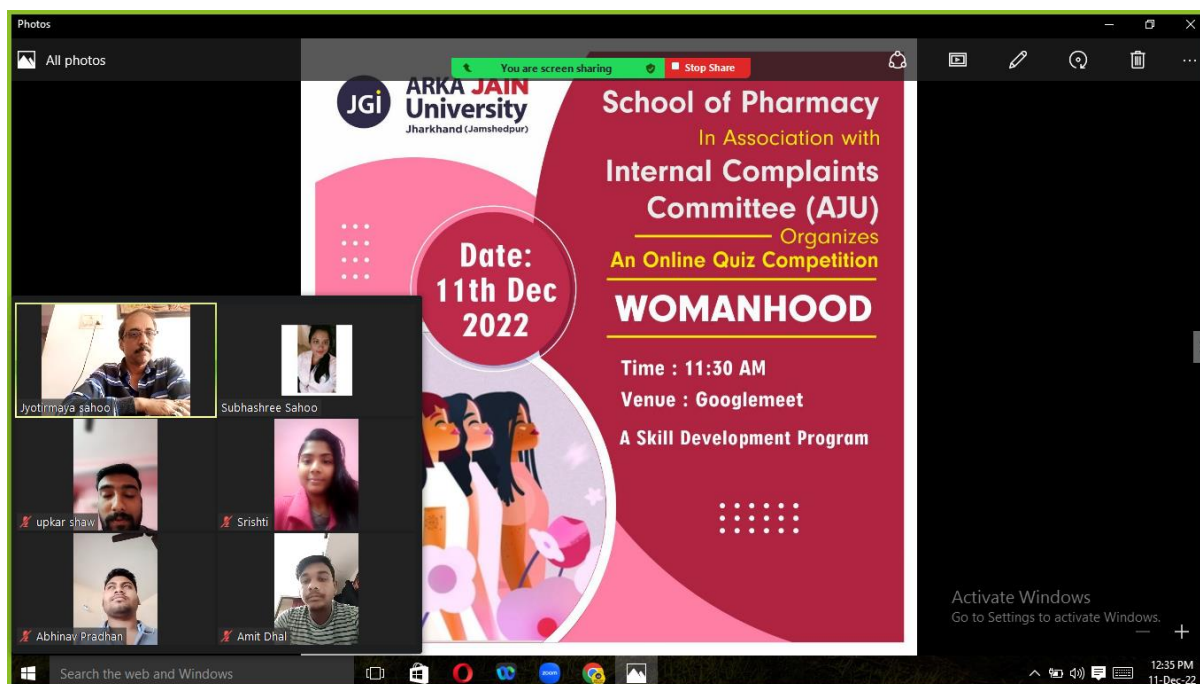 Photos
All photos
You are screen sharing
Stop Share
JGi
ARKA JAIN
University
Jharkhand (Jamshedpur)
School of Pharmacy
In Association with
Internal Complaints
Committee (AJU)
Organizes
An Online Quiz Competition
WOMANHOOD
Date:
11th Dec
2022
Time : 11:30 AM
Venue : Googlemeet
A Skill Development Program
Jyotirmaya sahoo
Subhashree Sahoo
upkar shaw
Srishti
Abhinav Pradhan
Amit Dhal
Activate Windows
Go to Settings to activate Windows.
Search the web and Windows
zoom
12:35 PM
11-Dec-22